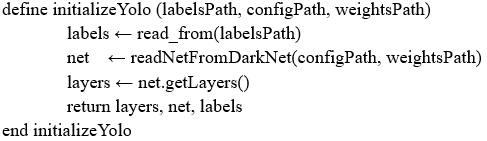 define initializeYolo (labelsPath, configPath, weightsPath)
labels ← read_from(labelsPath)
net ← readNetFromDarkNet(configPath, weightsPath)
layers ← net.getLayers()
return layers, net, labels
end initializeYolo